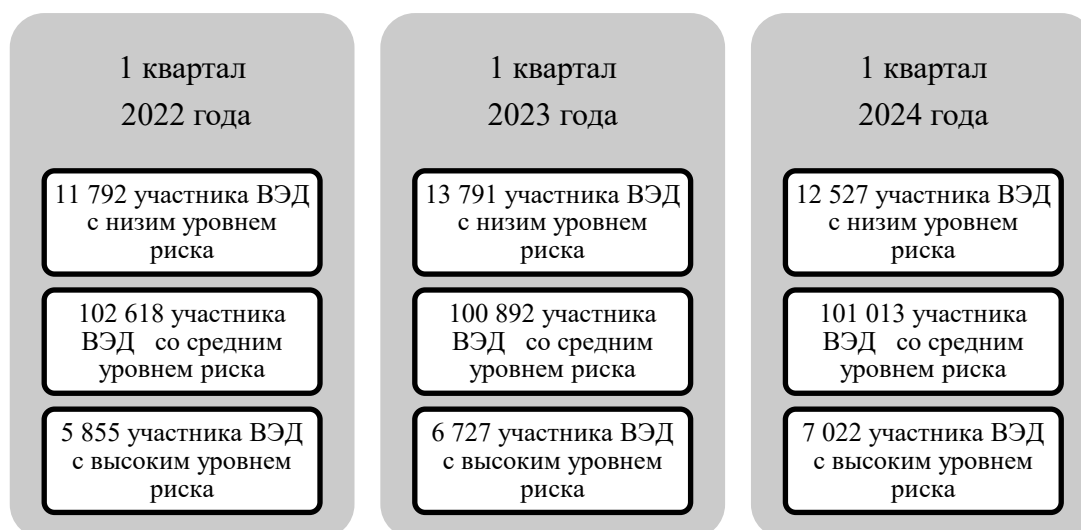 1 квартал
2022 года
11 792 участника ВЭД
с низим уровнем
риска
102 618 участника
ВЭД со средним
уровнем риска
5 855 участника ВЭД
с высоким уровнем
риска
1 квартал
2023 года
13 791 участника ВЭД
с низим уровнем
риска
100 892 участника
ВЭД со средним
уровнем риска
6 727 участника ВЭД
с высоким уровнем
риска
1 квартал
2024 года
12 527 участника ВЭД
с низим уровнем
риска
101 013 участника
ВЭД со средним
уровнем риска
7 022 участника ВЭД
с высоким уровнем
риска